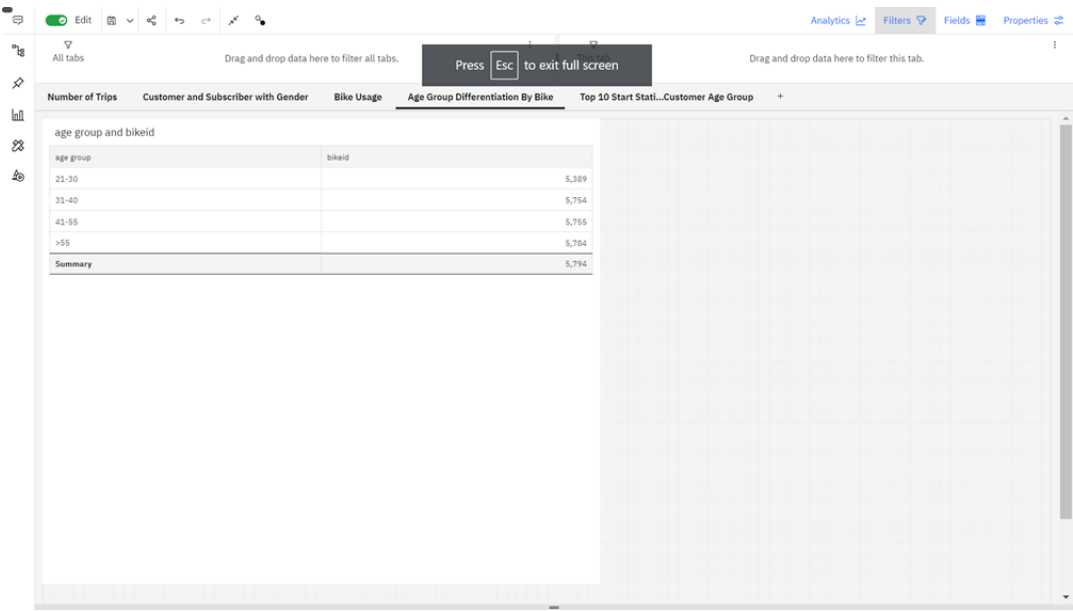 Edit
Analytics
Filters
Fields
Properties
All tabs
Drag and drop data here to filter all tabs.
This tab
Drag and drop data here to filter this tab.
Press Esc to exit full screen
Number of Trips
Customer and Subscriber with Gender
Bike Usage
Age Group Differentiation By Bike
Top 10 Start Stati...Customer Age Group
+
age group and bikeid
age group bikeid
21-30 5,389
31-40 5,754
41-55 5,755
>55 5,784
Summary 5,794